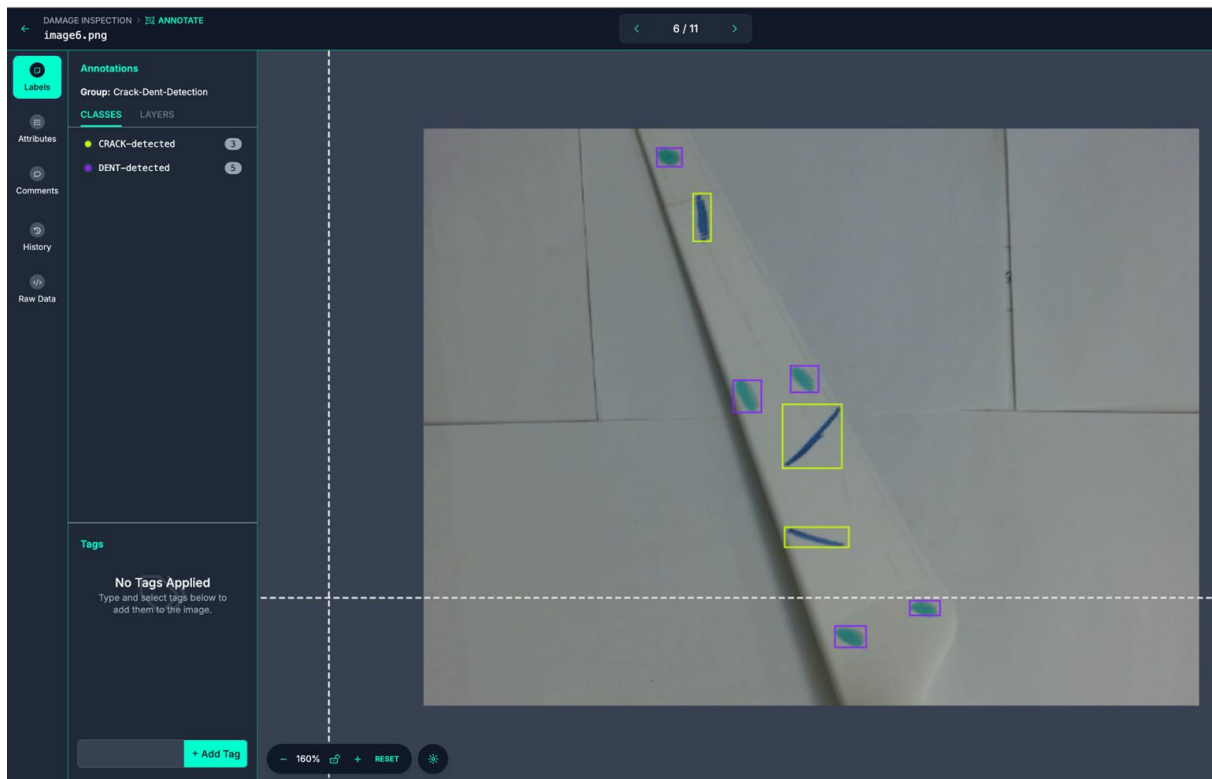 DAMAGE INSPECTION > ANNOTATE
image6.png
6 / 11
Labels
Attributes
Comments
History
Raw Data
Annotations
Group: Crack-Dent-Detection
CLASSES LAYERS
CRACK-detected 3
DENT-detected 5
Tags
No Tags Applied
Type and select tags below to
add them to the image.
+ Add Tag
− 160% + RESET